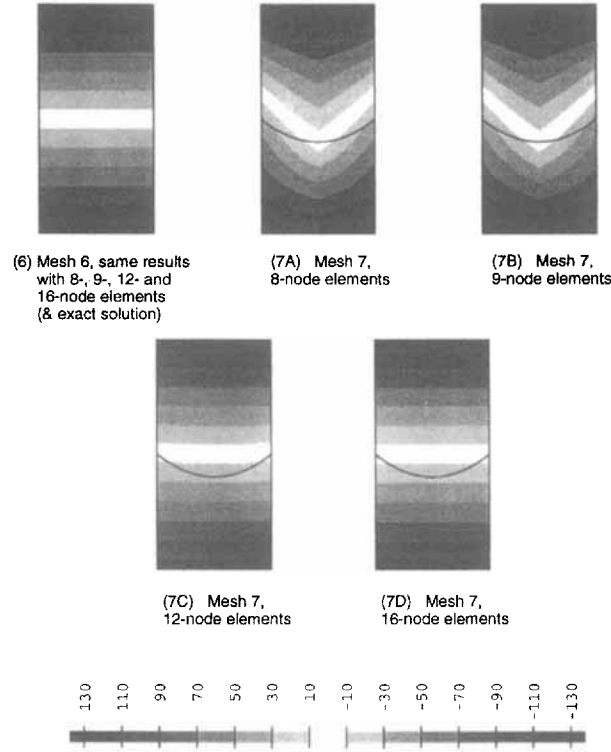 (6) Mesh 6, same results
with 8-, 9-, 12- and
16-node elements
(& exact solution)
(7A) Mesh 7,
8-node elements
(7B) Mesh 7,
9-node elements
(7C) Mesh 7,
12-node elements
(7D) Mesh 7,
16-node elements
130 110 90 70 50 30 10 -10 -30 -50 -70 -90 -110 -130